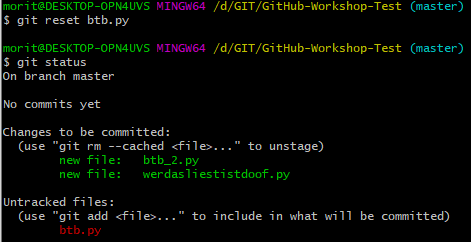 morit@DESKTOP-OPN4UVS MINGW64 /d/GIT/GitHub-Workshop-Test (master)
$ git reset btb.py
morit@DESKTOP-OPN4UVS MINGW64 /d/GIT/GitHub-Workshop-Test (master)
$ git status
On branch master
No commits yet
Changes to be committed:
(use "git rm --cached <file>..." to unstage)
new file:   btb_2.py
new file:   werdasliestistdoof.py
Untracked files:
(use "git add <file>..." to include in what will be committed)
btb.py